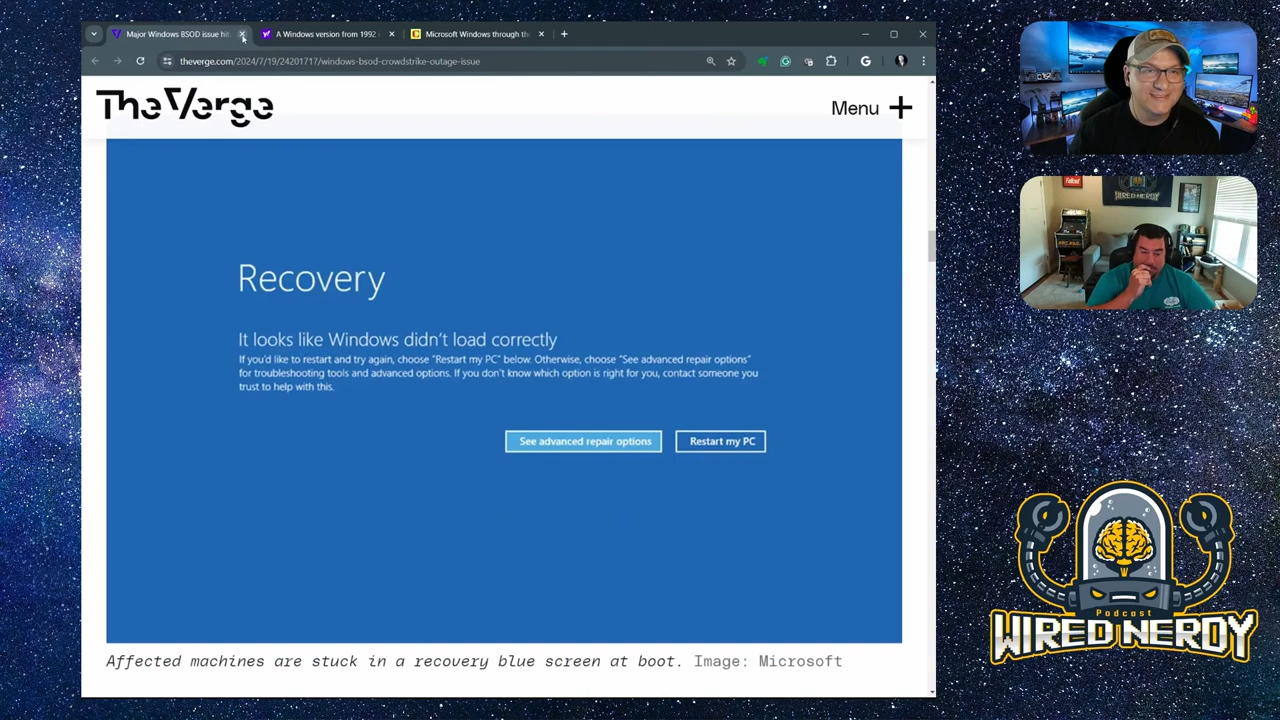 Major Windows BSOD issue hit
A Windows version from 1992
Microsoft Windows through th
theverge.com/2024/7/19/24201717/windows-bsod-crowdstrike-outage-issue
The Verge
Menu
Recovery
It looks like Windows didn't load correctly
If you'd like to restart and try again, choose "Restart my PC" below. Otherwise, choose "See advanced repair options"
for troubleshooting tools and advanced options. If you don't know which option is right for you, contact someone you
trust to help with this.
See advanced repair options
Restart my PC
Affected machines are stuck in a recovery blue screen at boot. Image: Microsoft
Fallout
WIRED NERDY
Podcast
WIRED NERDY